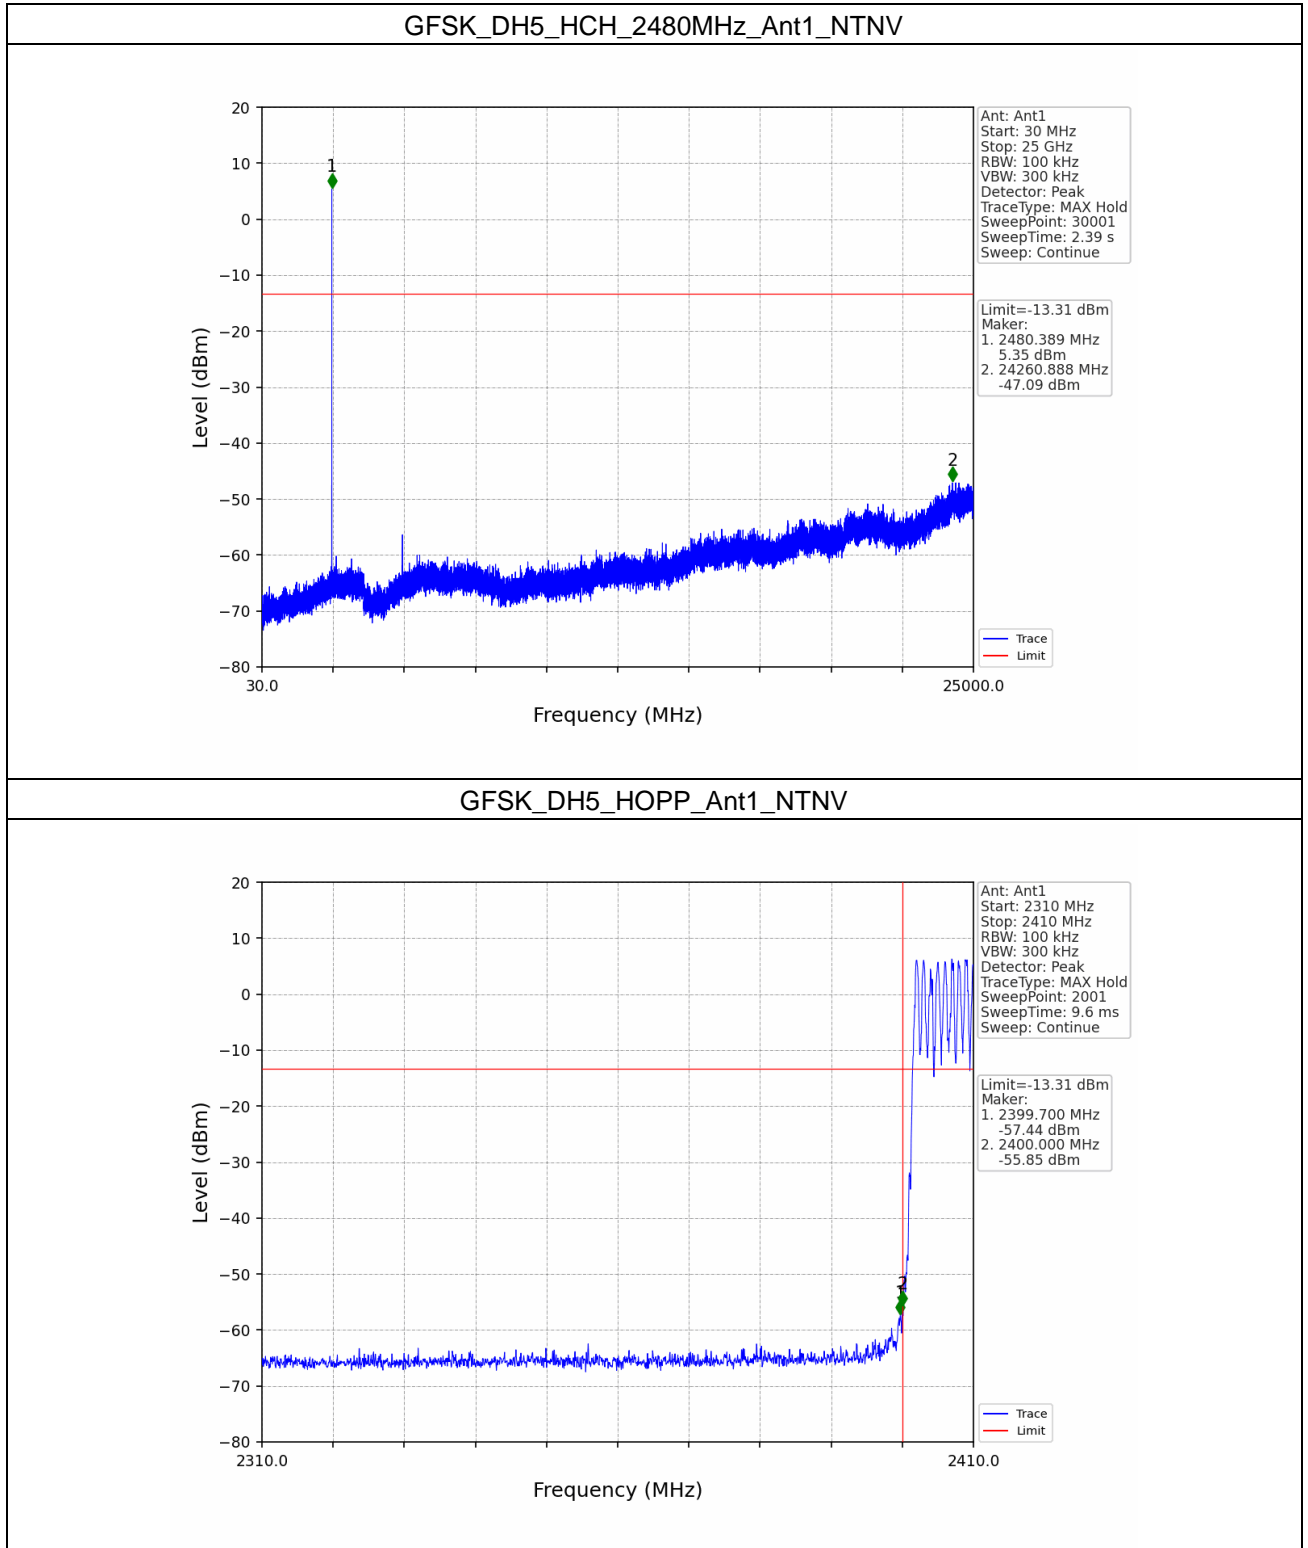 GFSK_DH5_HCH_2480MHz_Ant1_NTNV
20
10
0
−10
−20
−30
−40
−50
−60
−70
−80
Level (dBm)
1
2
30.0
25000.0
Frequency (MHz)
Ant: Ant1
Start: 30 MHz
Stop: 25 GHz
RBW: 100 kHz
VBW: 300 kHz
Detector: Peak
TraceType: MAX Hold
SweepPoint: 30001
SweepTime: 2.39 s
Sweep: Continue
Limit=-13.31 dBm
Maker:
1. 2480.389 MHz
5.35 dBm
2. 24260.888 MHz
-47.09 dBm
Trace
Limit
GFSK_DH5_HOPP_Ant1_NTNV
20
10
0
−10
−20
−30
−40
−50
−60
−70
−80
Level (dBm)
1
2
2310.0
2410.0
Frequency (MHz)
Ant: Ant1
Start: 2310 MHz
Stop: 2410 MHz
RBW: 100 kHz
VBW: 300 kHz
Detector: Peak
TraceType: MAX Hold
SweepPoint: 2001
SweepTime: 9.6 ms
Sweep: Continue
Limit=-13.31 dBm
Maker:
1. 2399.700 MHz
-57.44 dBm
2. 2400.000 MHz
-55.85 dBm
Trace
Limit